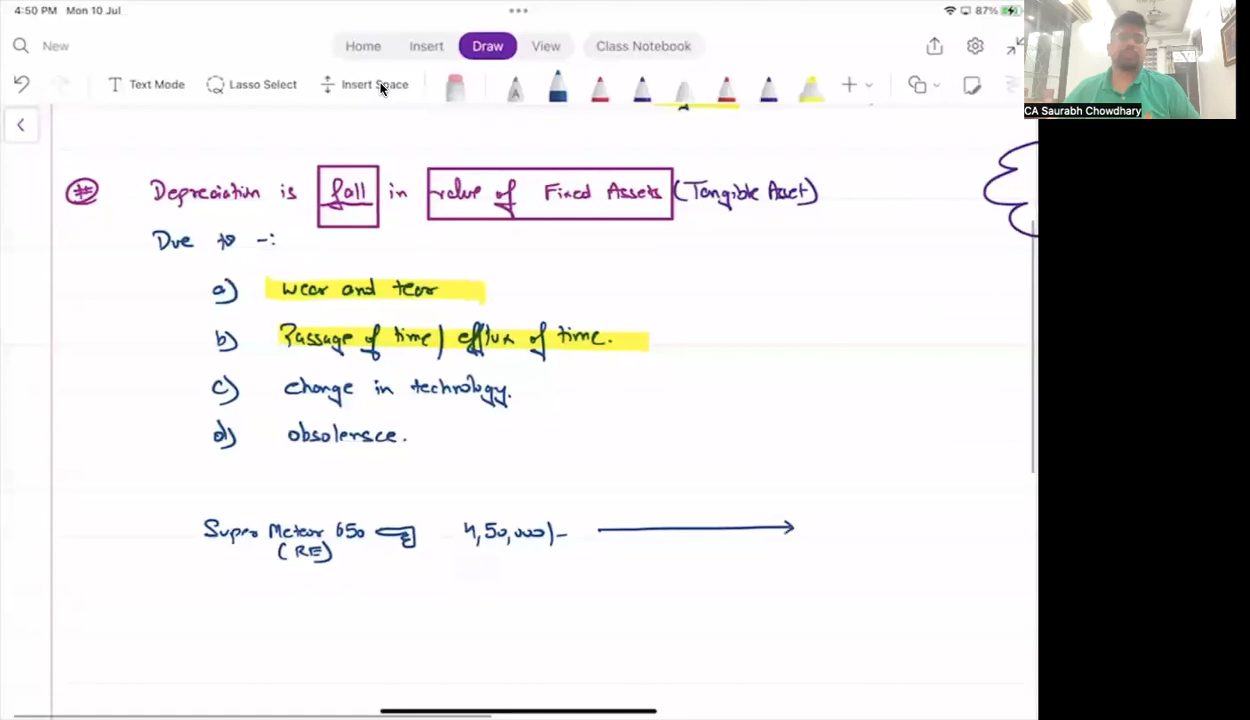 4:50 PM Mon 10 Jul
87%
New
Home Insert Draw View Class Notebook
Text Mode Lasso Select Insert Space
CA Saurabh Chowdhary
# Depreciation is fall in value of Fixed Assets (Tangible Asset)
Due to -:
a) wear and tear
b) Passage of time / efflux of time.
c) change in technology.
d) obsolensce.
Super Meteor 650 4,50,000/-
(RE)